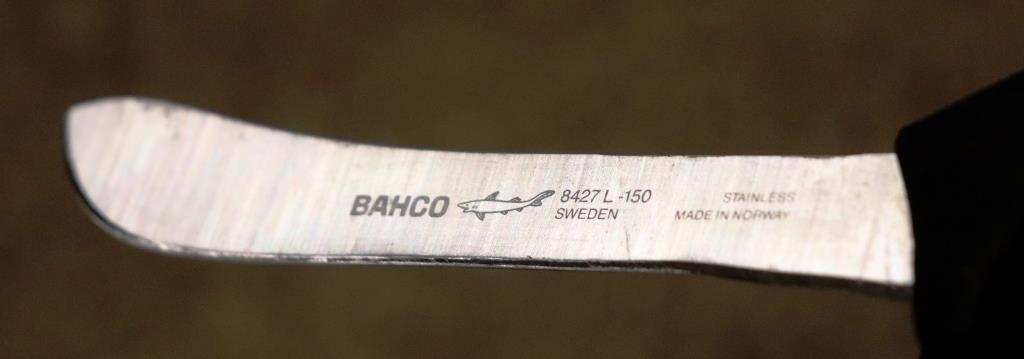 BAHCO 8427 L -150
SWEDEN
STAINLESS
MADE IN NORWAY